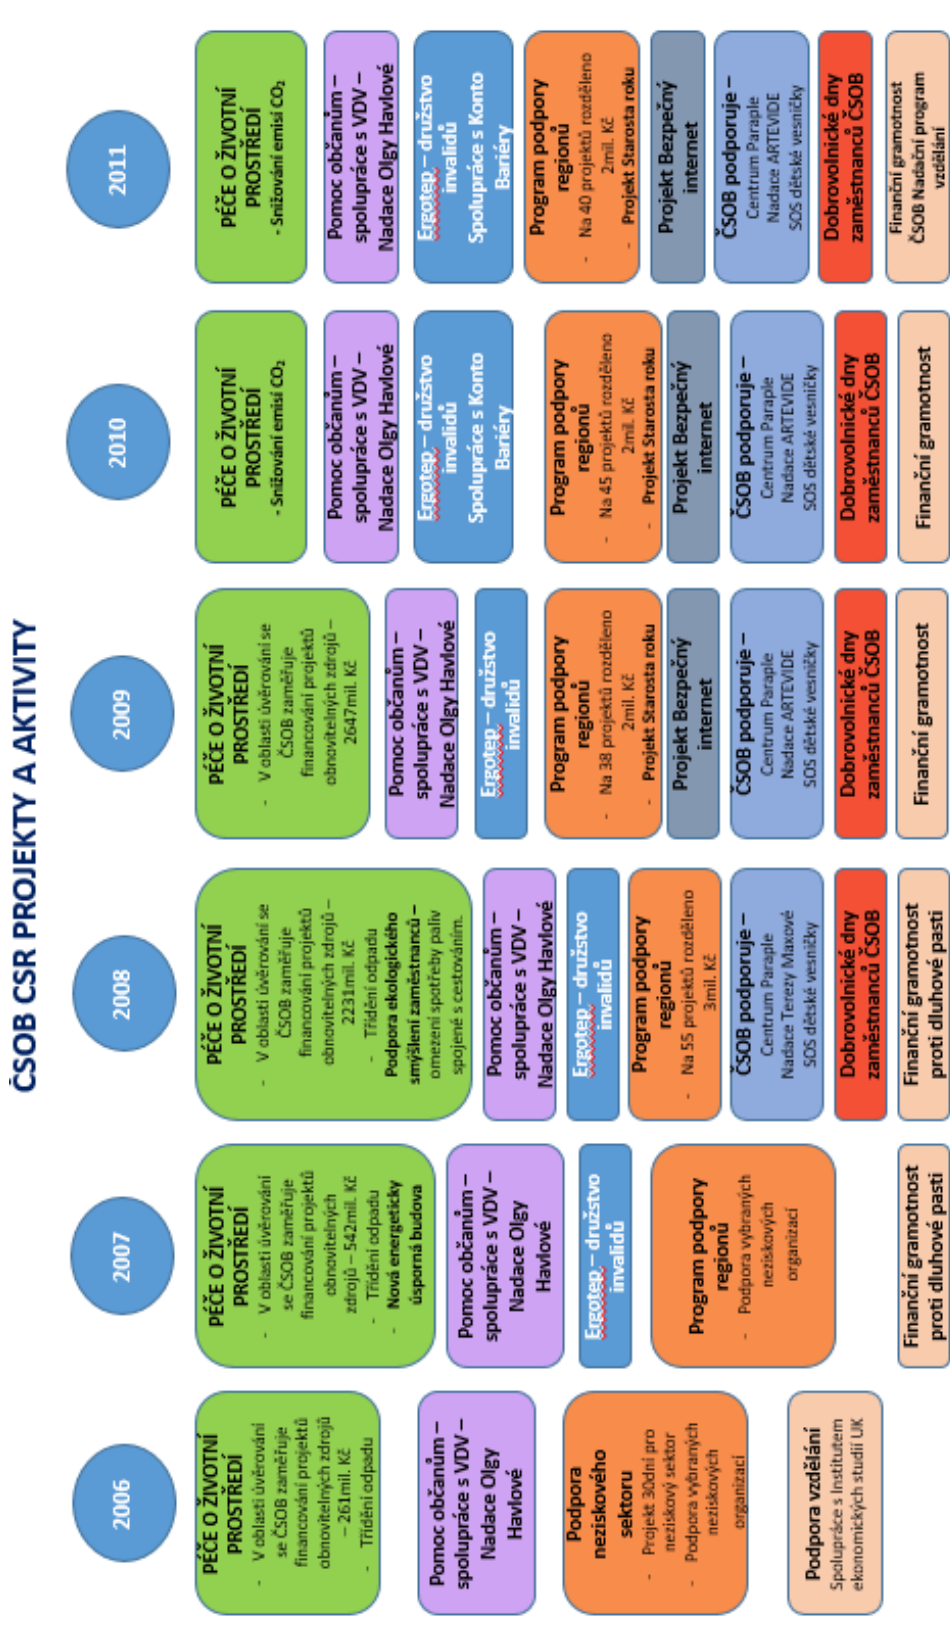 ČSOB CSR PROJEKTY A AKTIVITY
2006
PÉČE O ŽIVOTNÍ
PROSTŘEDÍ
- V oblasti úvěrování
se ČSOB zaměřuje
financování projektů
obnovitelných zdrojů
– 261mil. Kč
- Třídění odpadu
Pomoc občanům –
spolupráce s VDV –
Nadace Olgy
Havlové
Podpora
neziskového
sektoru
- Projekt 30dní pro
neziskový sektor
- Podpora vybraných
neziskových
organizací
Podpora vzdělání
Spolupráce s Institutem
ekonomických studií UK
2007
PÉČE O ŽIVOTNÍ
PROSTŘEDÍ
- V oblasti úvěrování
se ČSOB zaměřuje
financování projektů
obnovitelných
zdrojů – 542mil. Kč
- Třídění odpadu
- Nová energeticky
úsporná budova
Pomoc občanům –
spolupráce s VDV –
Nadace Olgy
Havlové
Ergotep – družstvo
invalidů
Program podpory
regionů
- Podpora vybraných
neziskových
organizací
Finanční gramotnost
proti dluhové pasti
2008
PÉČE O ŽIVOTNÍ
PROSTŘEDÍ
- V oblasti úvěrování se
ČSOB zaměřuje
financování projektů
obnovitelných zdrojů –
2231mil. Kč
- Třídění odpadu
Podpora ekologického
smýšlení zaměstnanců –
omezení spotřeby paliv
spojené s cestováním.
Pomoc občanům –
spolupráce s VDV –
Nadace Olgy Havlové
Ergotep – družstvo
invalidů
Program podpory
regionů
- Na 55 projektů rozděleno
3mil. Kč
ČSOB podporuje –
Centrum Paraple
Nadace Terezy Maxové
SOS dětské vesničky
Dobrovolnické dny
zaměstnanců ČSOB
Finanční gramotnost
proti dluhové pasti
2009
PÉČE O ŽIVOTNÍ
PROSTŘEDÍ
- V oblasti úvěrování se
ČSOB zaměřuje
financování projektů
obnovitelných zdrojů –
2647mil. Kč
Pomoc občanům –
spolupráce s VDV –
Nadace Olgy Havlové
Ergotep – družstvo
invalidů
Program podpory
regionů
- Na 38 projektů rozděleno
2mil. Kč
- Projekt Starosta roku
Projekt Bezpečný
internet
ČSOB podporuje –
Centrum Paraple
Nadace ARTEVIDE
SOS dětské vesničky
Dobrovolnické dny
zaměstnanců ČSOB
Finanční gramotnost
2010
PÉČE O ŽIVOTNÍ
PROSTŘEDÍ
- Snižování emisí CO₂
Pomoc občanům –
spolupráce s VDV –
Nadace Olgy Havlové
Ergotep – družstvo
invalidů
Spolupráce s Konto
Bariéry
Program podpory
regionů
- Na 45 projektů rozděleno
2mil. Kč
- Projekt Starosta roku
Projekt Bezpečný
internet
ČSOB podporuje –
Centrum Paraple
Nadace ARTEVIDE
SOS dětské vesničky
Dobrovolnické dny
zaměstnanců ČSOB
Finanční gramotnost
2011
PÉČE O ŽIVOTNÍ
PROSTŘEDÍ
- Snižování emisí CO₂
Pomoc občanům –
spolupráce s VDV –
Nadace Olgy Havlové
Ergotep – družstvo
invalidů
Spolupráce s Konto
Bariéry
Program podpory
regionů
- Na 40 projektů rozděleno
2mil. Kč
- Projekt Starosta roku
Projekt Bezpečný
internet
ČSOB podporuje –
Centrum Paraple
Nadace ARTEVIDE
SOS dětské vesničky
Dobrovolnické dny
zaměstnanců ČSOB
Finanční gramotnost
ČSOB Nadační program
vzdělání